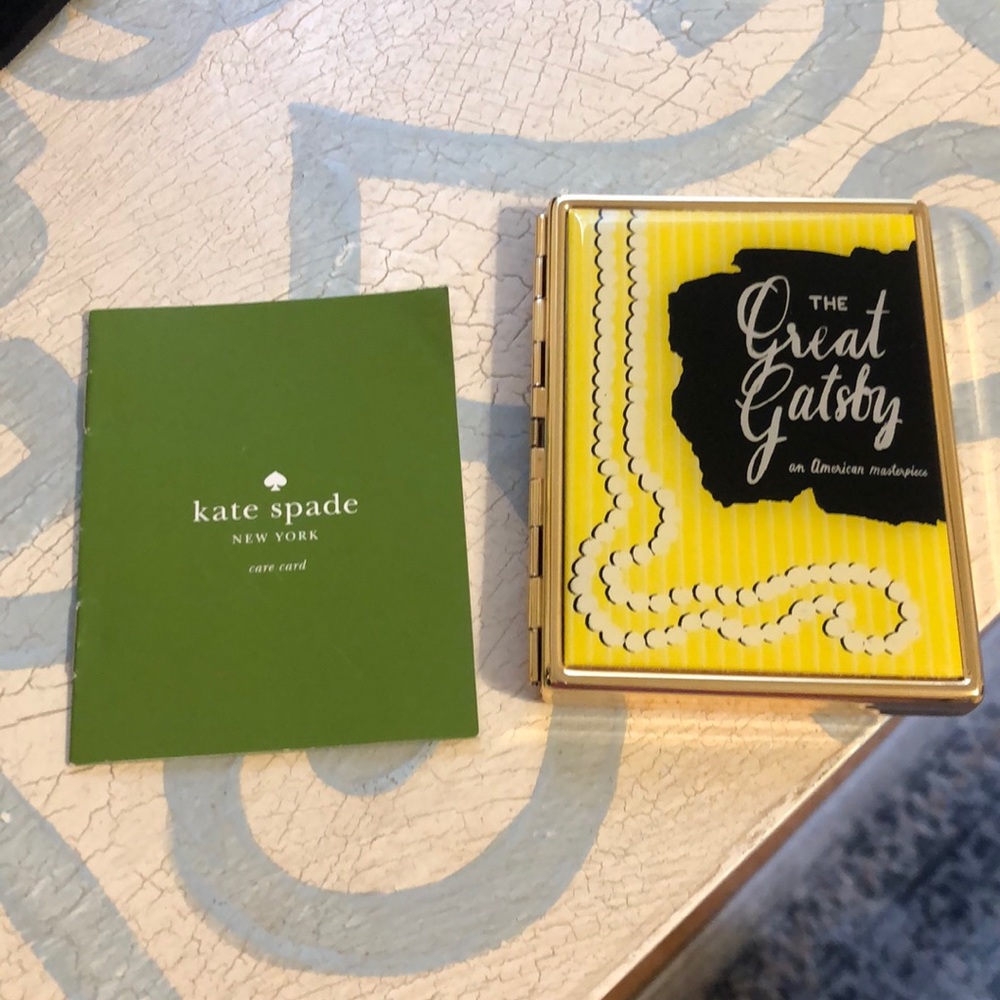 kate spade
NEW YORK
care card
THE
Great
Gatsby
an American masterpiece